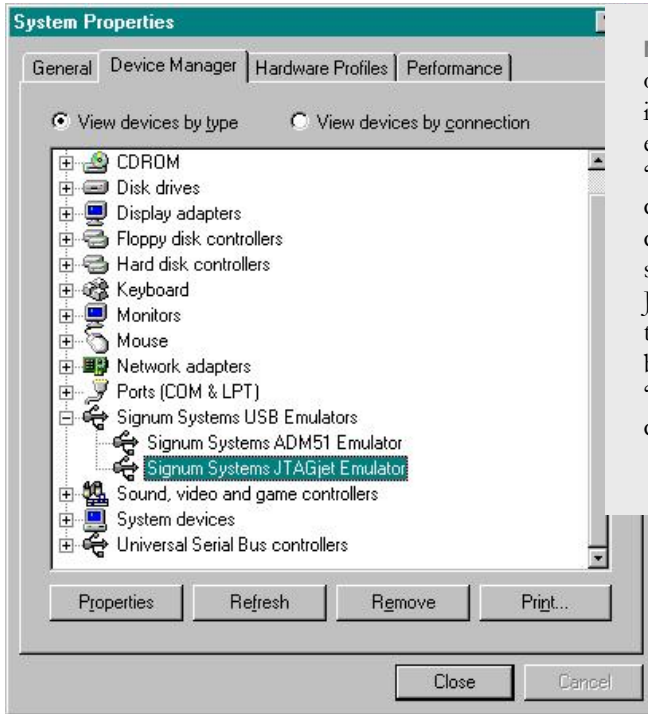 System Properties
General Device Manager Hardware Profiles Performance
View devices by type View devices by connection
CDROM
Disk drives
Display adapters
Floppy disk controllers
Hard disk controllers
Keyboard
Monitors
Mouse
Network adapters
Ports (COM & LPT)
Signum Systems USB Emulators
Signum Systems ADM51 Emulator
Signum Systems JTAGjet Emulator
Sound, video and game controllers
System devices
Universal Serial Bus controllers
Properties Refresh Remove Print...
Close Cancel